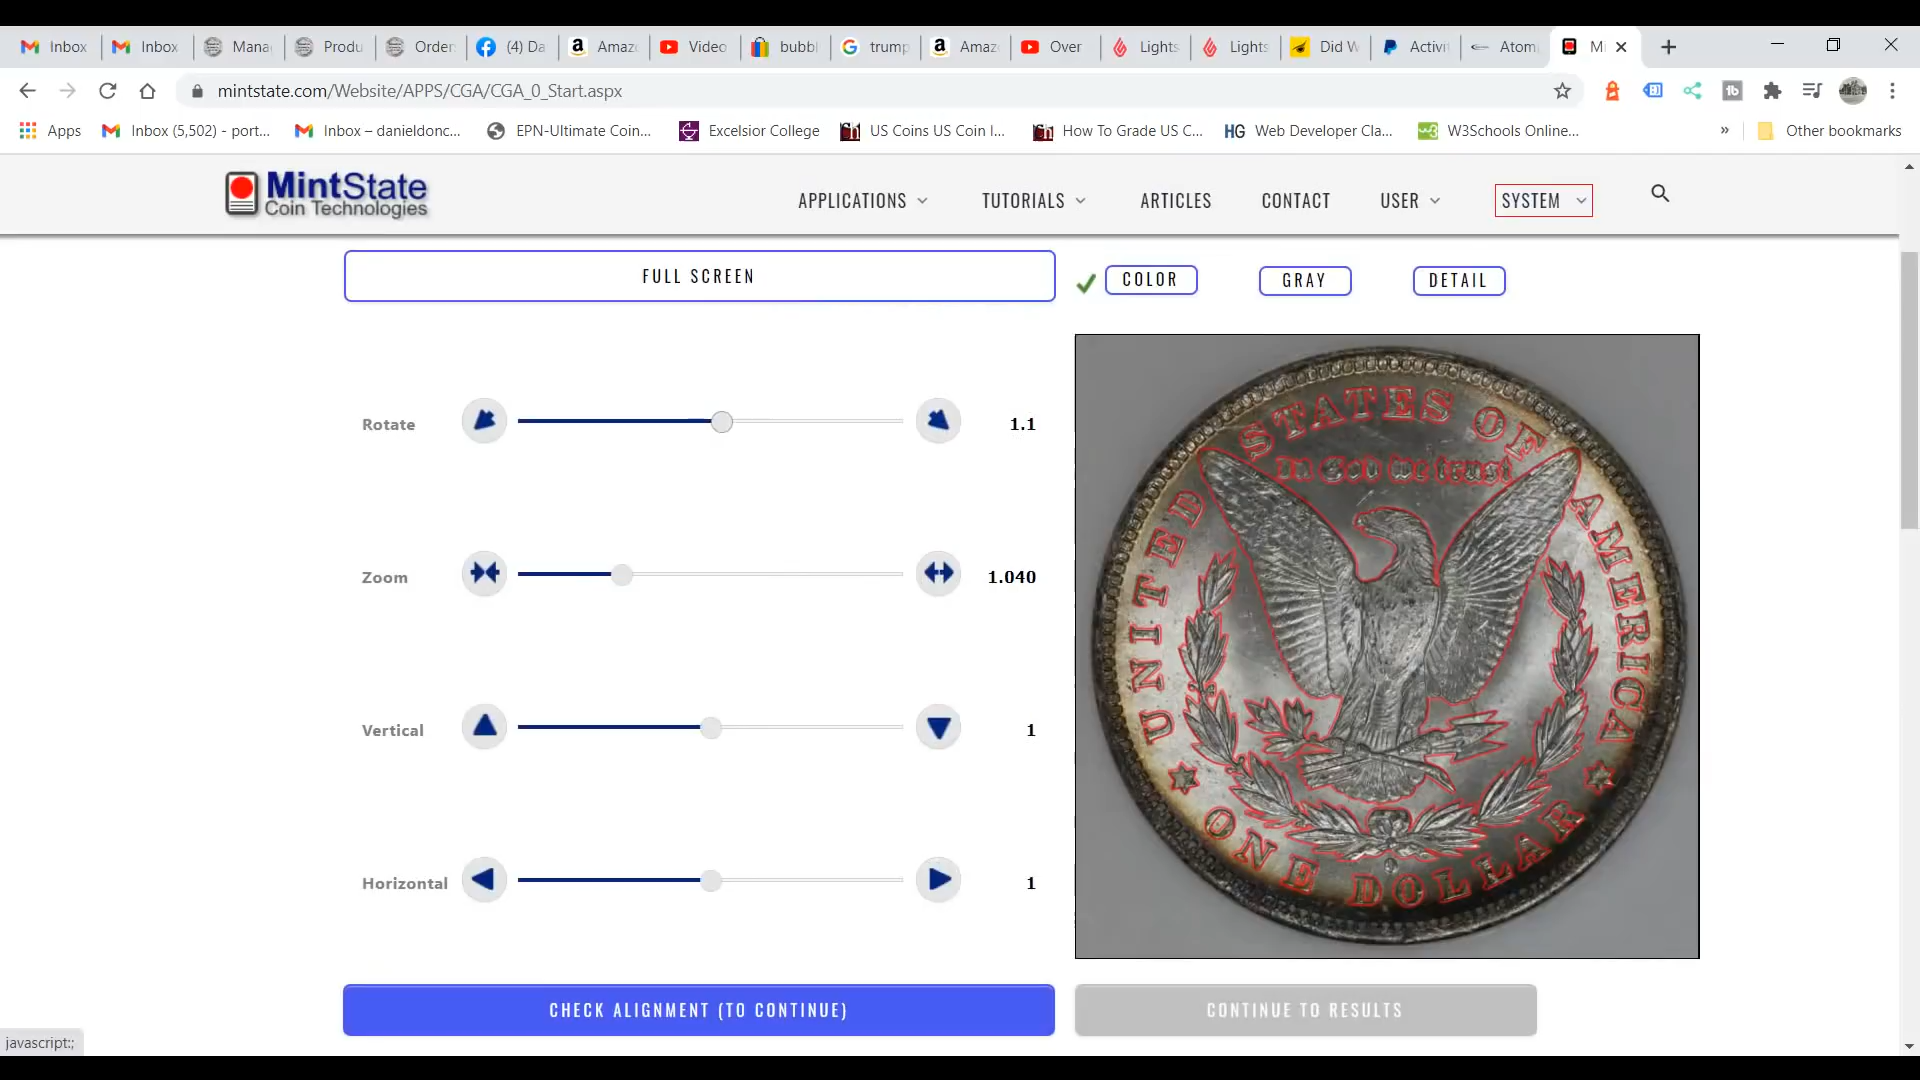 Inbox
Inbox
Mana
Produ
Order
(4) Da
Amaz
Video
bubbl
trump
Amaz
Over
Lights
Lights
Did W
Activit
Atom
Mi
mintstate.com/Website/APPS/CGA/CGA_0_Start.aspx
Apps
Inbox (5,502) - port...
Inbox – danieldonc...
EPN-Ultimate Coin...
Excelsior College
US Coins US Coin I...
How To Grade US C...
HG Web Developer Cla...
W3Schools Online...
»
Other bookmarks
MintState
Coin Technologies
APPLICATIONS
TUTORIALS
ARTICLES
CONTACT
USER
SYSTEM
FULL SCREEN
COLOR
GRAY
DETAIL
Rotate
1.1
Zoom
1.040
Vertical
1
Horizontal
1
UNITED STATES OF AMERICA
In God we trust
ONE DOLLAR
CHECK ALIGNMENT (TO CONTINUE)
CONTINUE TO RESULTS
javascript:;